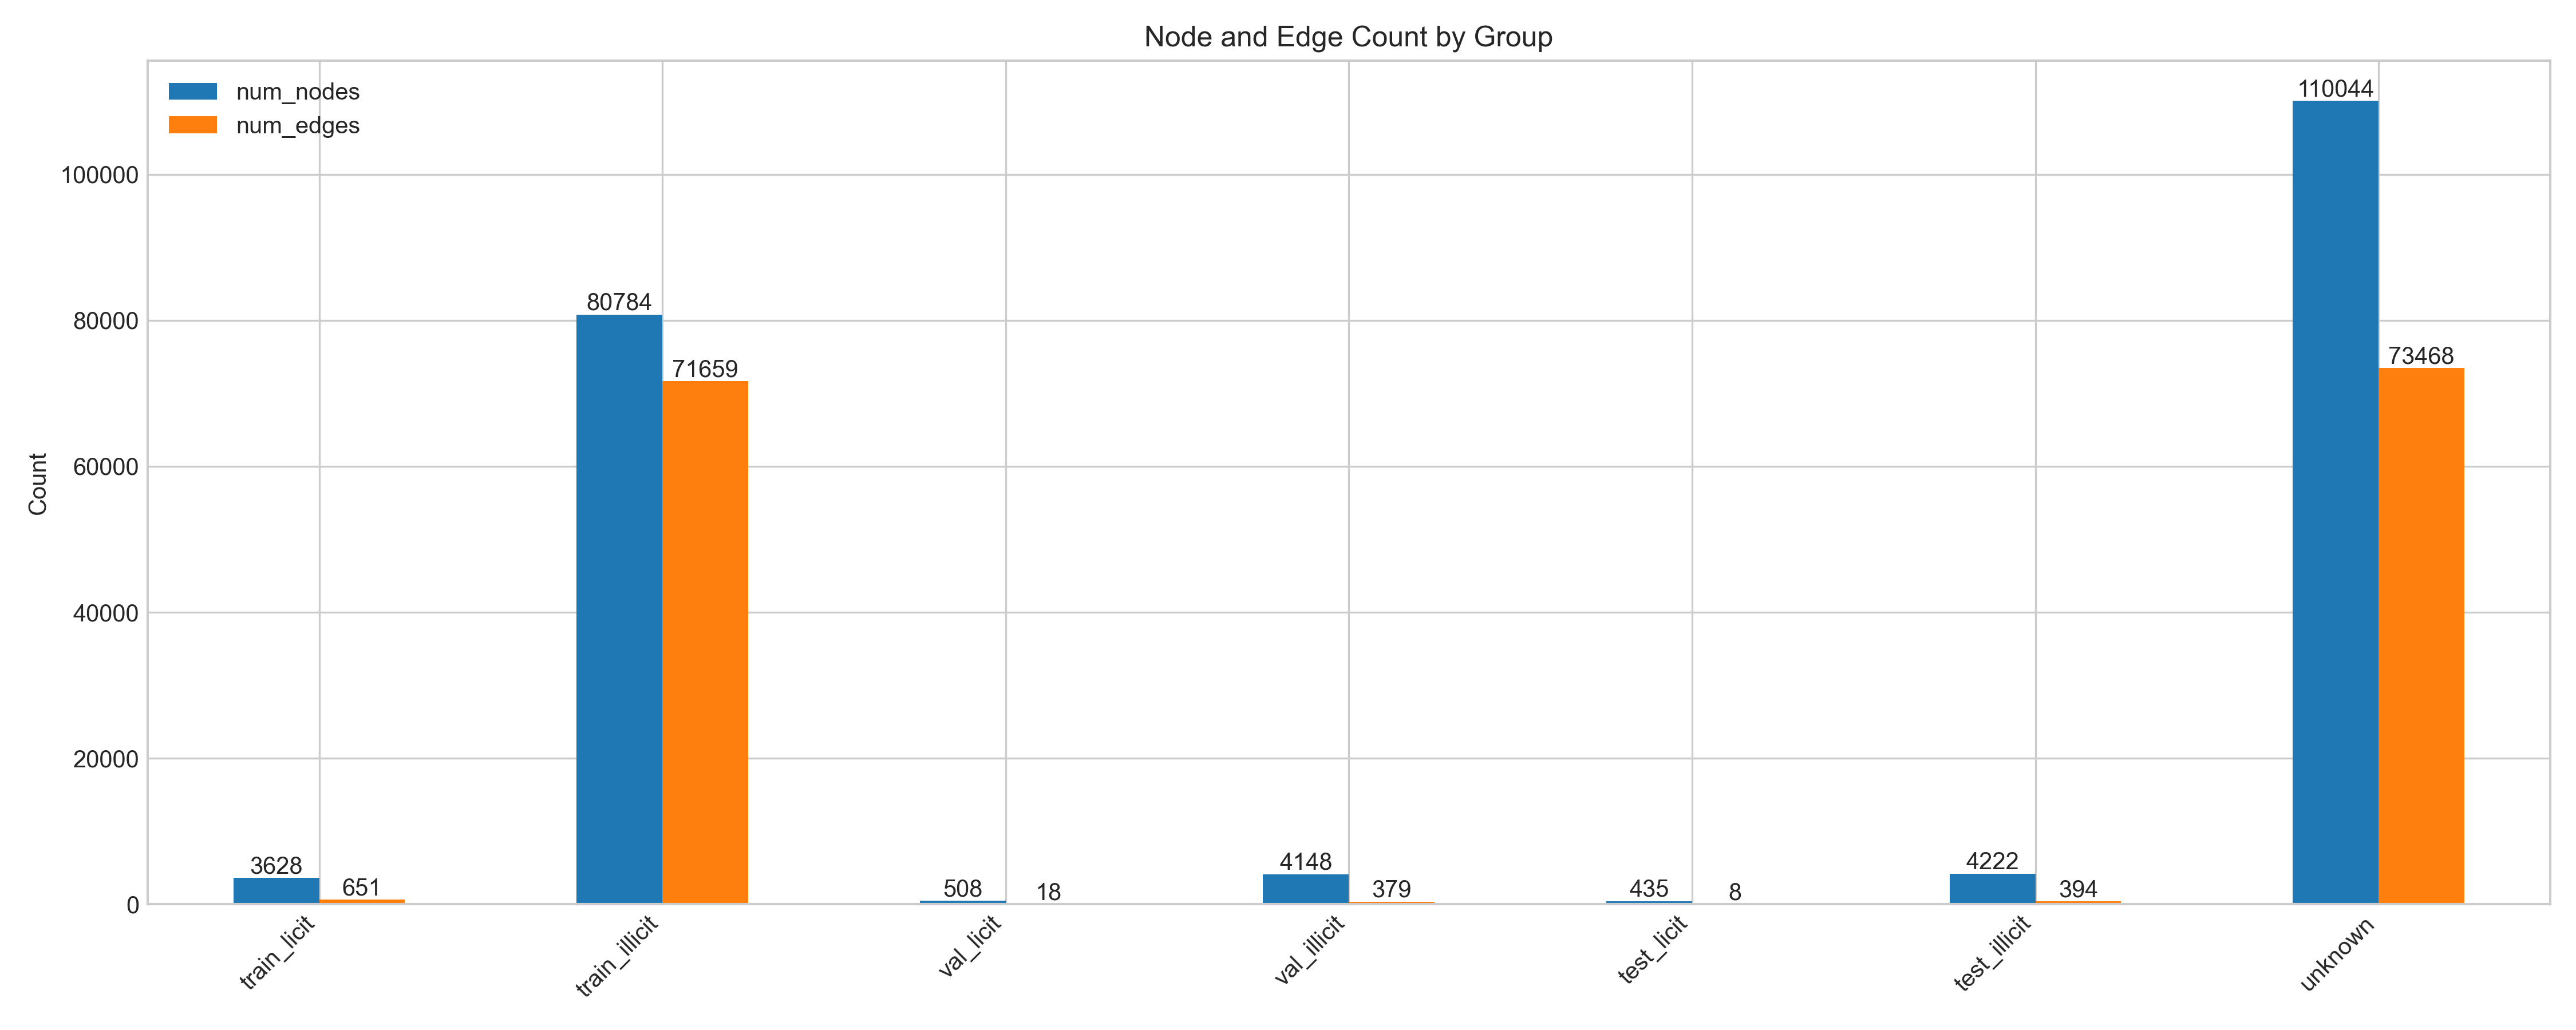 Node and Edge Count by Group
num_nodes
num_edges
Count
100000
80000
60000
40000
20000
0
3628
651
80784
71659
508
18
4148
379
435
8
4222
394
110044
73468
train_licit
train_illicit
val_licit
val_illicit
test_licit
test_illicit
unknown